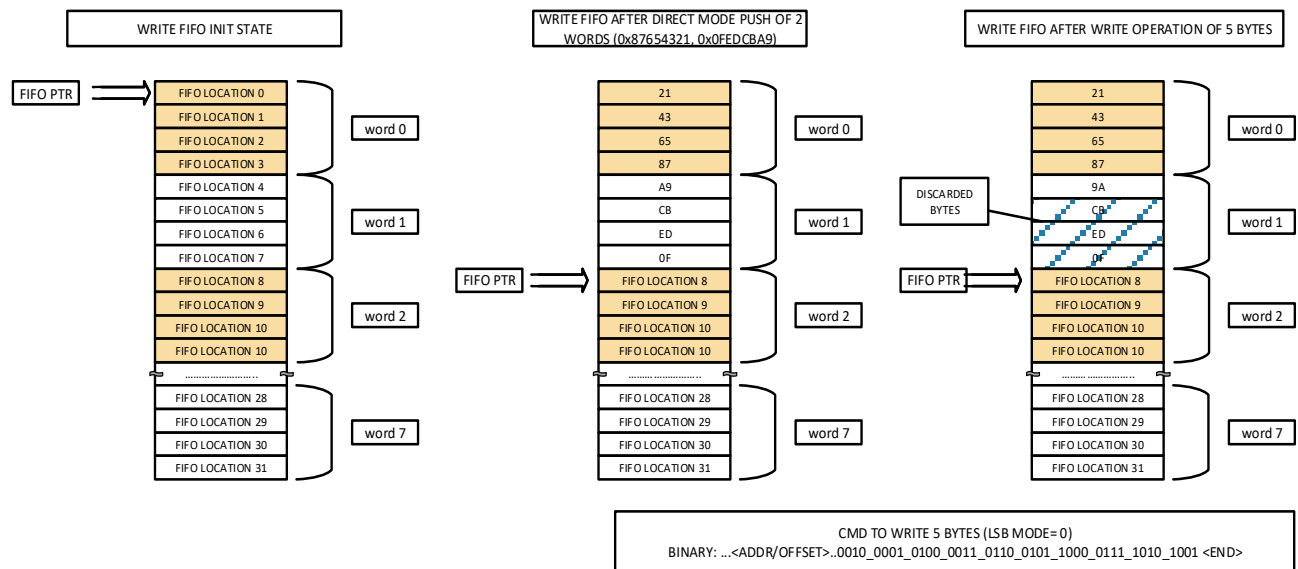 WRITE FIFO INIT STATE
FIFO PTR
FIFO LOCATION 0
FIFO LOCATION 1
FIFO LOCATION 2
FIFO LOCATION 3
FIFO LOCATION 4
FIFO LOCATION 5
FIFO LOCATION 6
FIFO LOCATION 7
FIFO LOCATION 8
FIFO LOCATION 9
FIFO LOCATION 10
FIFO LOCATION 10
............................
FIFO LOCATION 28
FIFO LOCATION 29
FIFO LOCATION 30
FIFO LOCATION 31
word 0
word 1
word 2
word 7
WRITE FIFO AFTER DIRECT MODE PUSH OF 2
WORDS (0x87654321, 0x0FEDCBA9)
21
43
65
87
A9
CB
ED
0F
FIFO PTR
FIFO LOCATION 8
FIFO LOCATION 9
FIFO LOCATION 10
FIFO LOCATION 10
............................
FIFO LOCATION 28
FIFO LOCATION 29
FIFO LOCATION 30
FIFO LOCATION 31
word 0
word 1
word 2
word 7
WRITE FIFO AFTER WRITE OPERATION OF 5 BYTES
21
43
65
87
9A
CB
ED
0F
DISCARDED
BYTES
FIFO PTR
FIFO LOCATION 8
FIFO LOCATION 9
FIFO LOCATION 10
FIFO LOCATION 10
............................
FIFO LOCATION 28
FIFO LOCATION 29
FIFO LOCATION 30
FIFO LOCATION 31
word 0
word 1
word 2
word 7
CMD TO WRITE 5 BYTES (LSB MODE= 0)
BINARY: ...<ADDR/OFFSET>..0010_0001_0100_0011_0110_0101_1000_0111_1010_1001 <END>